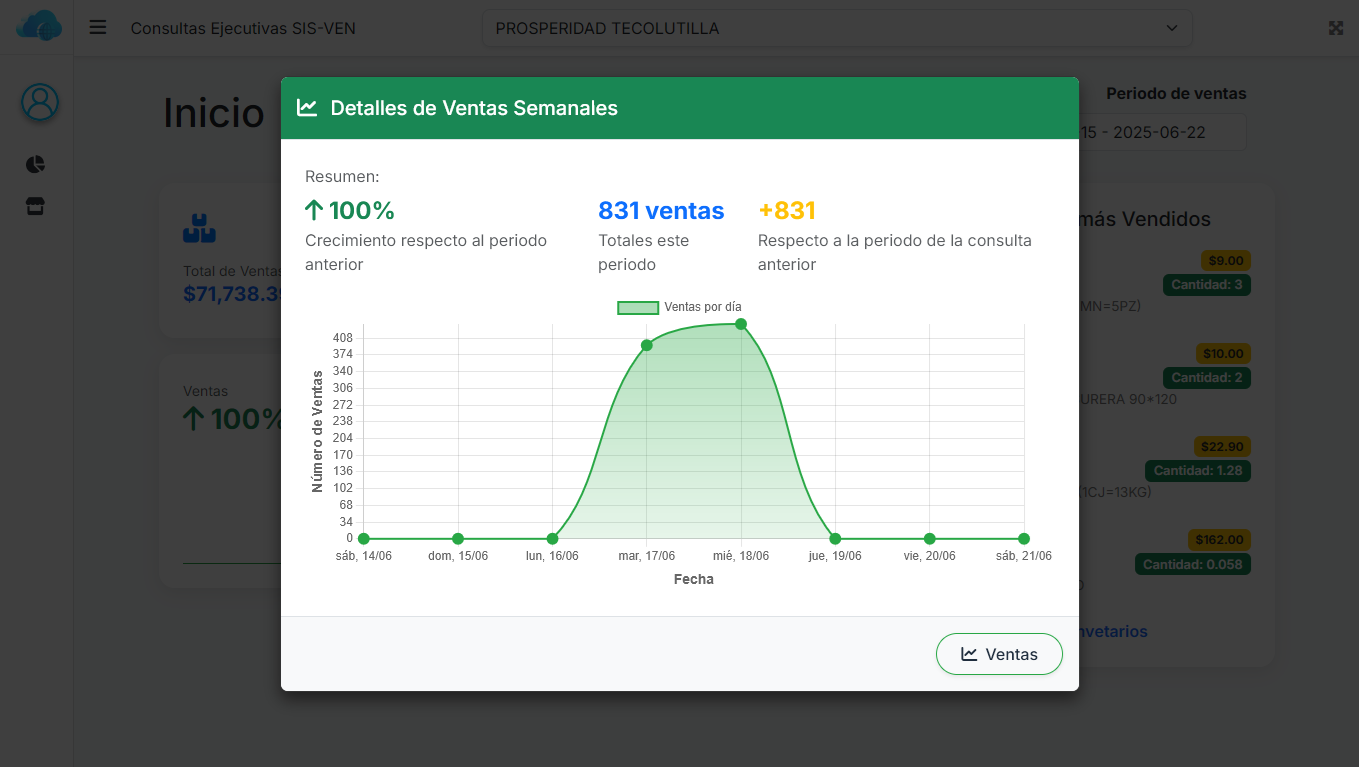 Consultas Ejecutivas SIS-VEN
PROSPERIDAD TECOLUTILLA
Inicio
Periodo de ventas
15 - 2025-06-22
Detalles de Ventas Semanales
Resumen:
100%
Crecimiento respecto al periodo
anterior
831 ventas
Totales este
periodo
+831
Respecto a la periodo de la consulta
anterior
Ventas por día
Número de Ventas
408
374
340
306
272
238
204
170
136
102
68
34
0
sáb, 14/06
dom, 15/06
lun, 16/06
mar, 17/06
mié, 18/06
jue, 19/06
vie, 20/06
sáb, 21/06
Fecha
Ventas
Total de Ventas
$71,738.3
Ventas
100%
más Vendidos
$9.00
Cantidad: 3
MN=5PZ)
$10.00
Cantidad: 2
URERA 90*120
$22.90
Cantidad: 1.28
(1CJ=13KG)
$162.00
Cantidad: 0.058
nvetarios